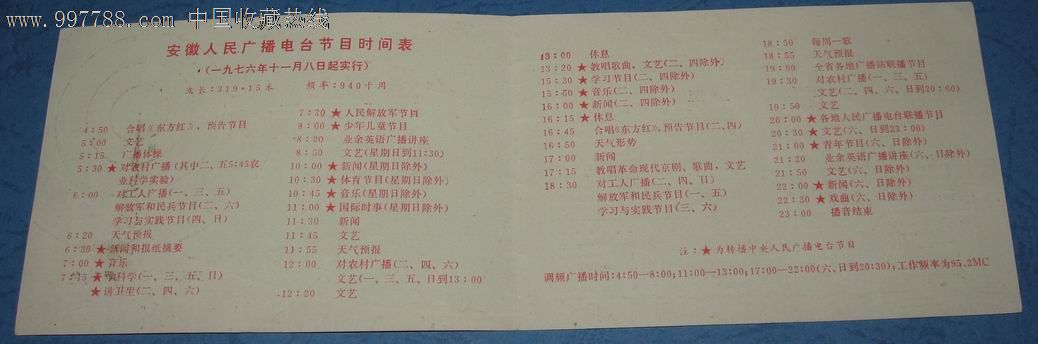 www.997788.com 中国收藏热线
安徽人民广播电台节目时间表
(一九七六年十一月八日起实行)
波长:319·15米 频率:940千周
4:50 合唱《东方红》,预告节目
5:00 文艺
5:15 广播体操
5:30 ★对农村广播(其中二、五5:45农
业科学实验)
6:00 对工人广播(一、三、五)
解放军和民兵节目(二、六)
学习与实践节目(四、日)
6:20 天气预报
6:30 ★新闻和报纸摘要
7:00 ★音乐
科学(一、三、五、日)
★讲卫生(二、四、六)
7:20 ★人民解放军节目
8:00 ★少年儿童节目
8:20 业余英语广播讲座
8:50 文艺(星期日到11:30)
10:00 ★新闻(星期日除外)
10:30 ★体育节目(星期日除外)
10:45 ★音乐(星期日除外)
11:00 ★国际时事(星期日除外)
11:30 新闻
11:45 文艺
11:55 天气预报
12:00 对农村广播(二、四、六)
文艺(一、三、五、日到13:00)
12:20 文艺
13:00 休息
13:20 ★教唱歌曲,文艺(二、四除外)
15:30 ★学习节目(二、四除外)
15:50 ★音乐(二、四除外)
16:00 ★新闻(二、四除外)
16:15 ★休息
16:45 合唱《东方红》,预告节目(二、四)
16:50 天气形势
17:00 新闻
17:15 教唱革命现代京剧、歌曲,文艺
18:30 对工人广播(二、四、日)
解放军和民兵节目(一、五)
学习与实践节目(三、六)
18:50 每周一歌
18:55 天气预报
19:00 全省各地广播站联播节目
19:30 对农村广播(一、三、五)
文艺(二、四、六、日到20:00)
19:50 文艺
20:00 ★各地人民广播电台联播节目
20:30 ★文艺(六、日到23:00)
21:00 ★青年节目(六、日除外)
21:20 业余英语广播讲座(六、日除外)
21:50 文艺(六、日除外)
22:00 ★新闻(六、日除外)
22:30 ★戏曲(六、日除外)
23:00 播音结束
注:★为转播中央人民广播电台节目
调频广播时间:4:50—8:00;11:00—13:00;17:00—22:00(六、日到20:30);工作频率为95.2MC